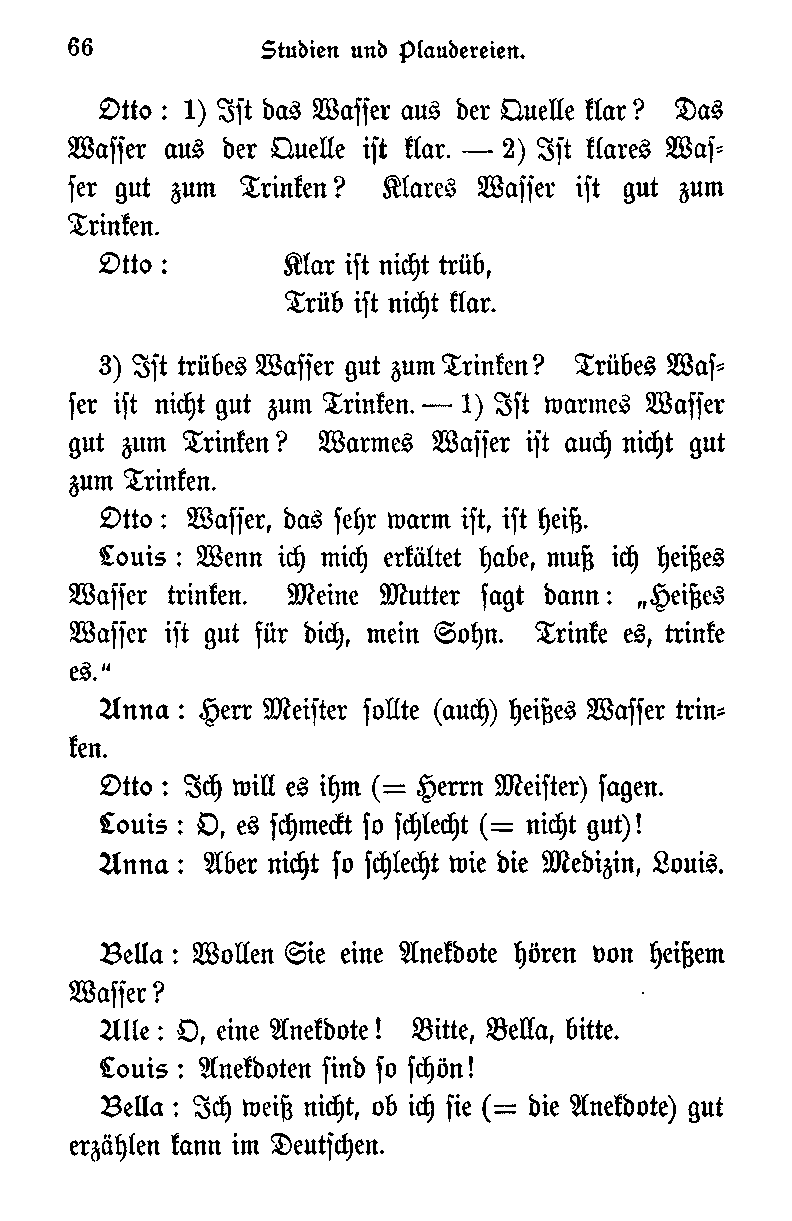 66 Studien und Plaudereien.
Otto : 1) Ist das Wasser aus der Quelle klar? Das
Wasser aus der Quelle ist klar. — 2) Ist klares Was-
ser gut zum Trinken? Klares Wasser ist gut zum
Trinken.
Otto : Klar ist nicht trüb,
Trüb ist nicht klar.
3) Ist trübes Wasser gut zum Trinken? Trübes Was-
ser ist nicht gut zum Trinken. — 1) Ist warmes Wasser
gut zum Trinken? Warmes Wasser ist auch nicht gut
zum Trinken.
Otto : Wasser, das sehr warm ist, ist heiß.
Louis : Wenn ich mich erkältet habe, muß ich heißes
Wasser trinken. Meine Mutter sagt dann: „Heißes
Wasser ist gut für dich, mein Sohn. Trinke es, trinke
es.“
Anna : Herr Meister sollte (auch) heißes Wasser trin-
ken.
Otto : Ich will es ihm (= Herrn Meister) sagen.
Louis : O, es schmeckt so schlecht (= nicht gut)!
Anna : Aber nicht so schlecht wie die Medizin, Louis.
Bella : Wollen Sie eine Anekdote hören von heißem
Wasser?
Alle : O, eine Anekdote! Bitte, Bella, bitte.
Louis : Anekdoten sind so schön!
Bella : Ich weiß nicht, ob ich sie (= die Anekdote) gut
erzählen kann im Deutschen.